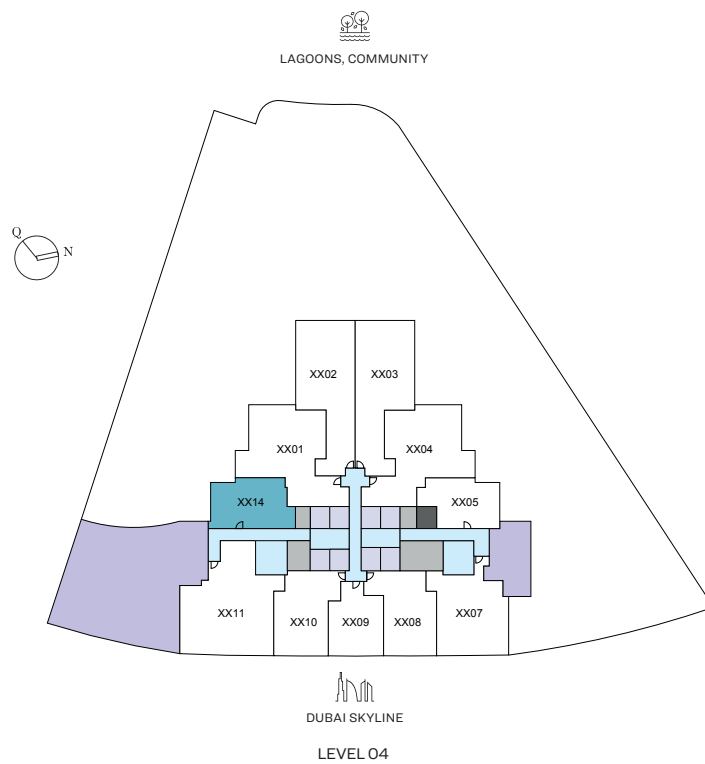 LAGOONS, COMMUNITY
Q
N
XX02
XX03
XX01
XX04
XX14
XX05
XX11
XX10
XX09
XX08
XX07
DUBAI SKYLINE
LEVEL 04